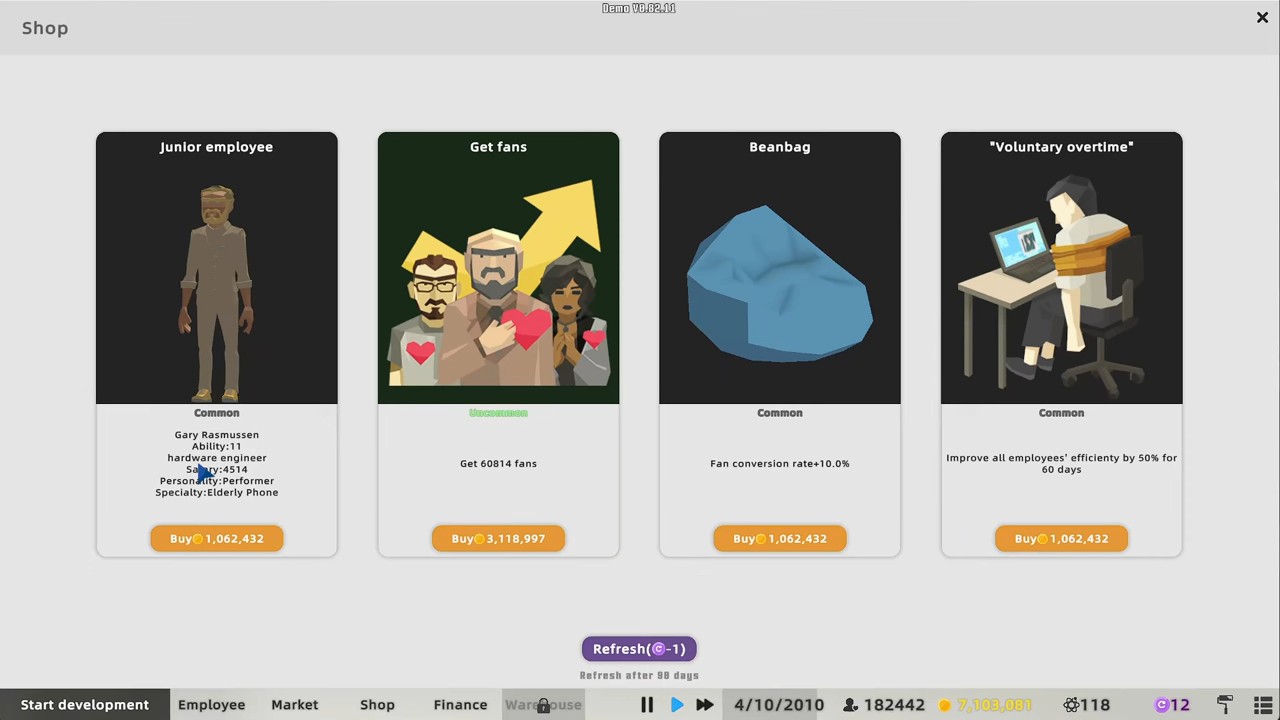 Demo V0.82.11
Shop
Junior employee
Common
Gary Rasmussen
Ability:11
hardware engineer
Salary:4514
Personality:Performer
Specialty:Elderly Phone
Buy 1,062,432
Get fans
Uncommon
Get 60814 fans
Buy 3,118,997
Beanbag
Common
Fan conversion rate+10.0%
Buy 1,062,432
"Voluntary overtime"
Common
Improve all employees' efficienty by 50% for
60 days
Buy 1,062,432
Refresh(C-1)
Refresh after 98 days
Start development
Employee
Market
Shop
Finance
Warehouse
4/10/2010
182442
7,103,081
118
C12